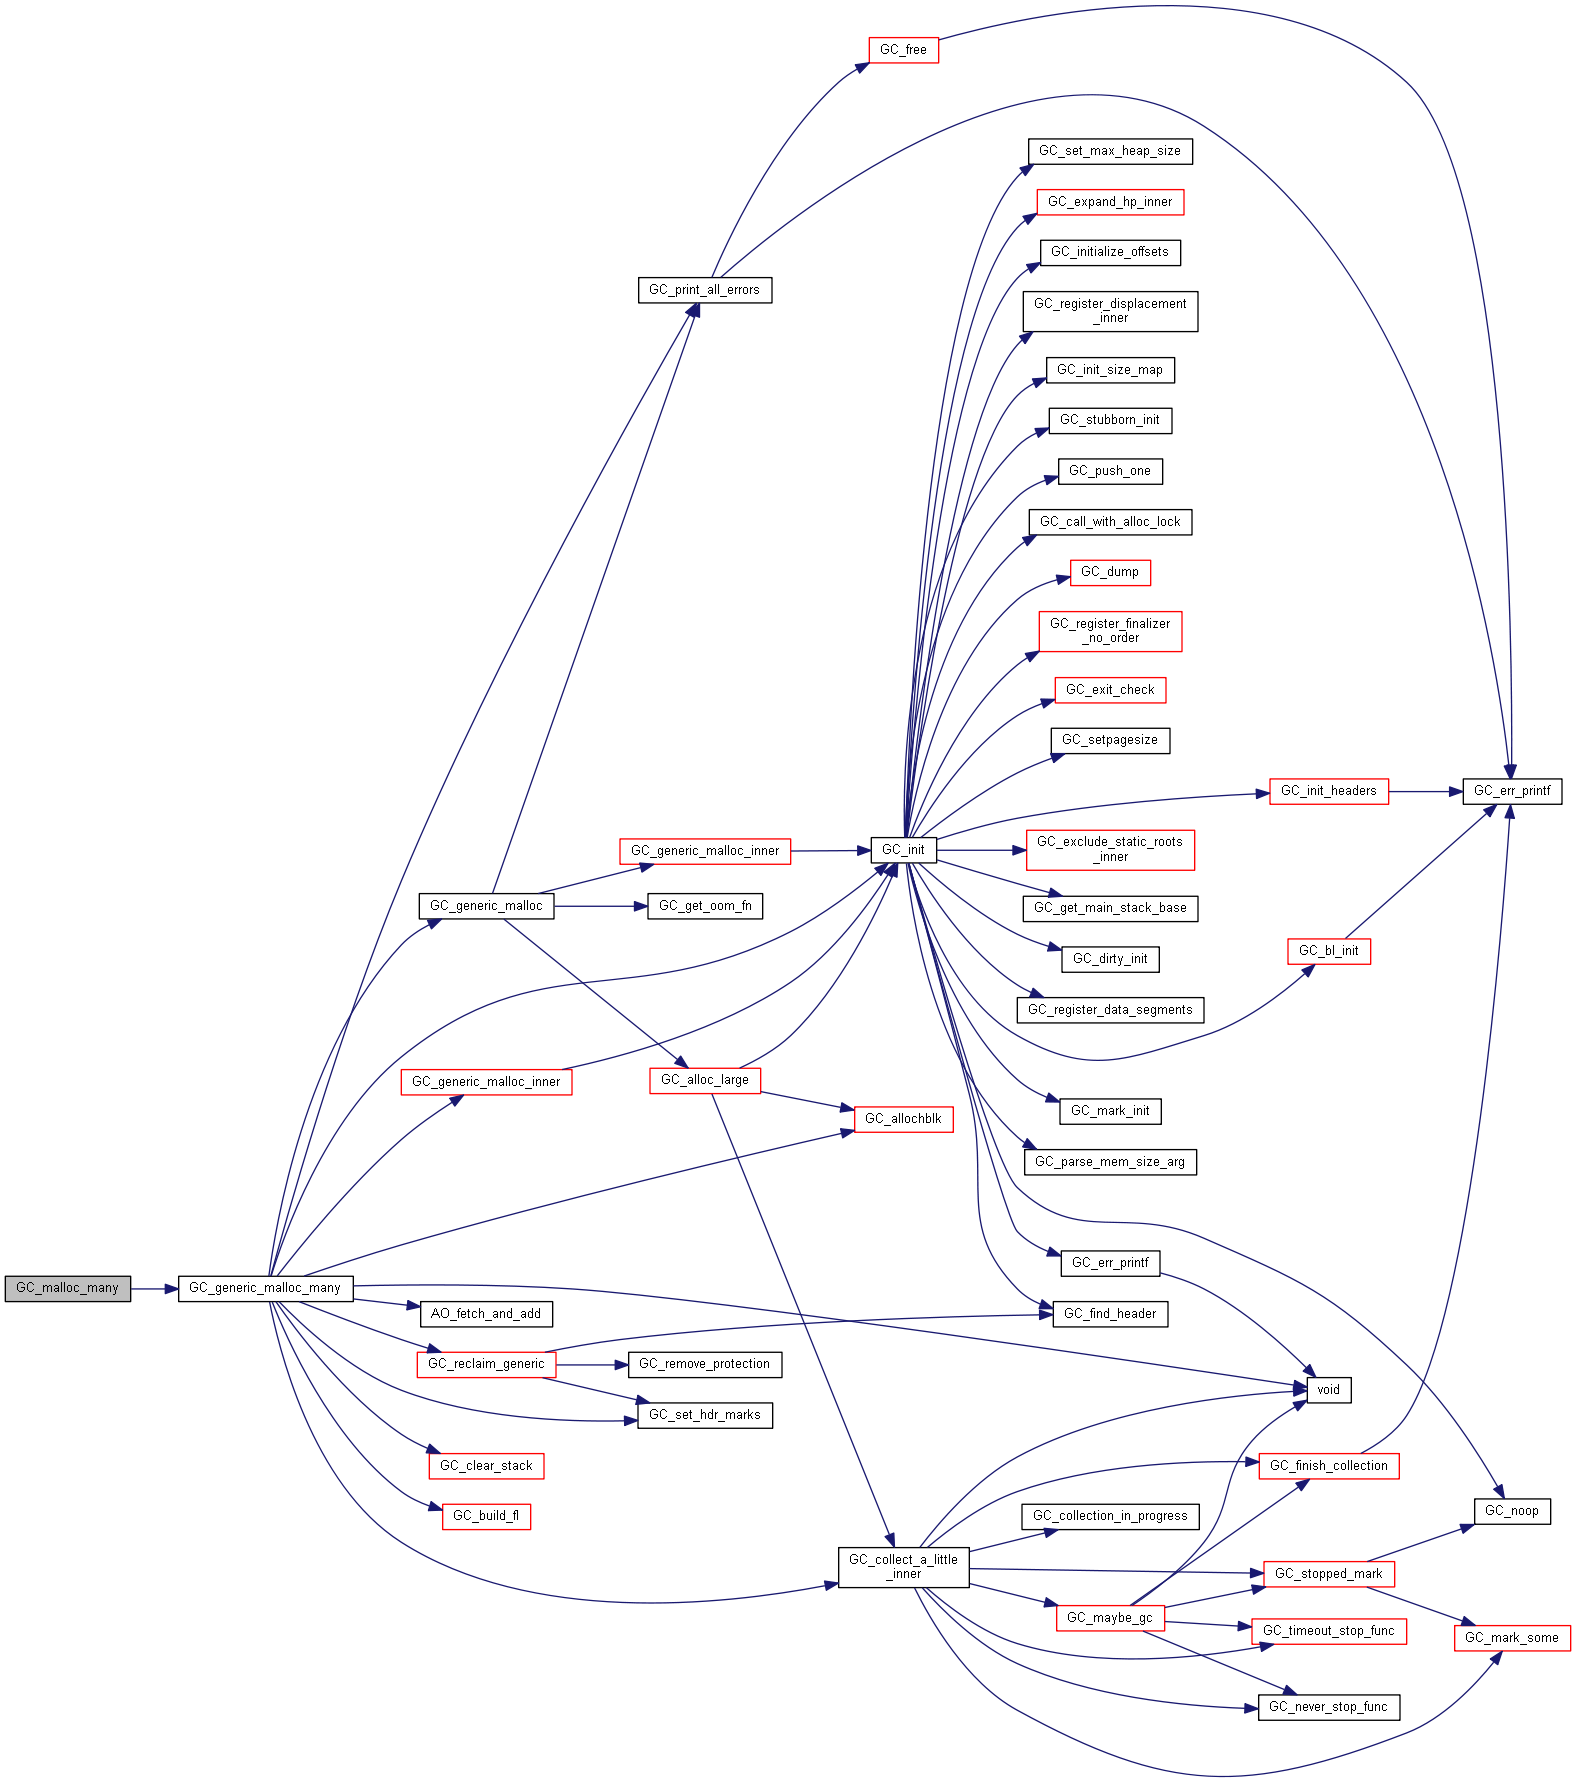 GC_free
GC_set_max_heap_size
GC_expand_hp_inner
GC_initialize_offsets
GC_print_all_errors
GC_register_displacement
_inner
GC_init_size_map
GC_stubborn_init
GC_push_one
GC_call_with_alloc_lock
GC_dump
GC_register_finalizer
_no_order
GC_exit_check
GC_setpagesize
GC_init_headers
GC_err_printf
GC_generic_malloc_inner
GC_init
GC_exclude_static_roots
_inner
GC_generic_malloc
GC_get_oom_fn
GC_get_main_stack_base
GC_bl_init
GC_dirty_init
GC_register_data_segments
GC_generic_malloc_inner
GC_alloc_large
GC_allochblk
GC_mark_init
GC_parse_mem_size_arg
GC_err_printf
GC_malloc_many
GC_generic_malloc_many
AO_fetch_and_add
GC_find_header
GC_reclaim_generic
GC_remove_protection
void
GC_set_hdr_marks
GC_clear_stack
GC_finish_collection
GC_build_fl
GC_collection_in_progress
GC_noop
GC_collect_a_little
_inner
GC_stopped_mark
GC_maybe_gc
GC_timeout_stop_func
GC_mark_some
GC_never_stop_func